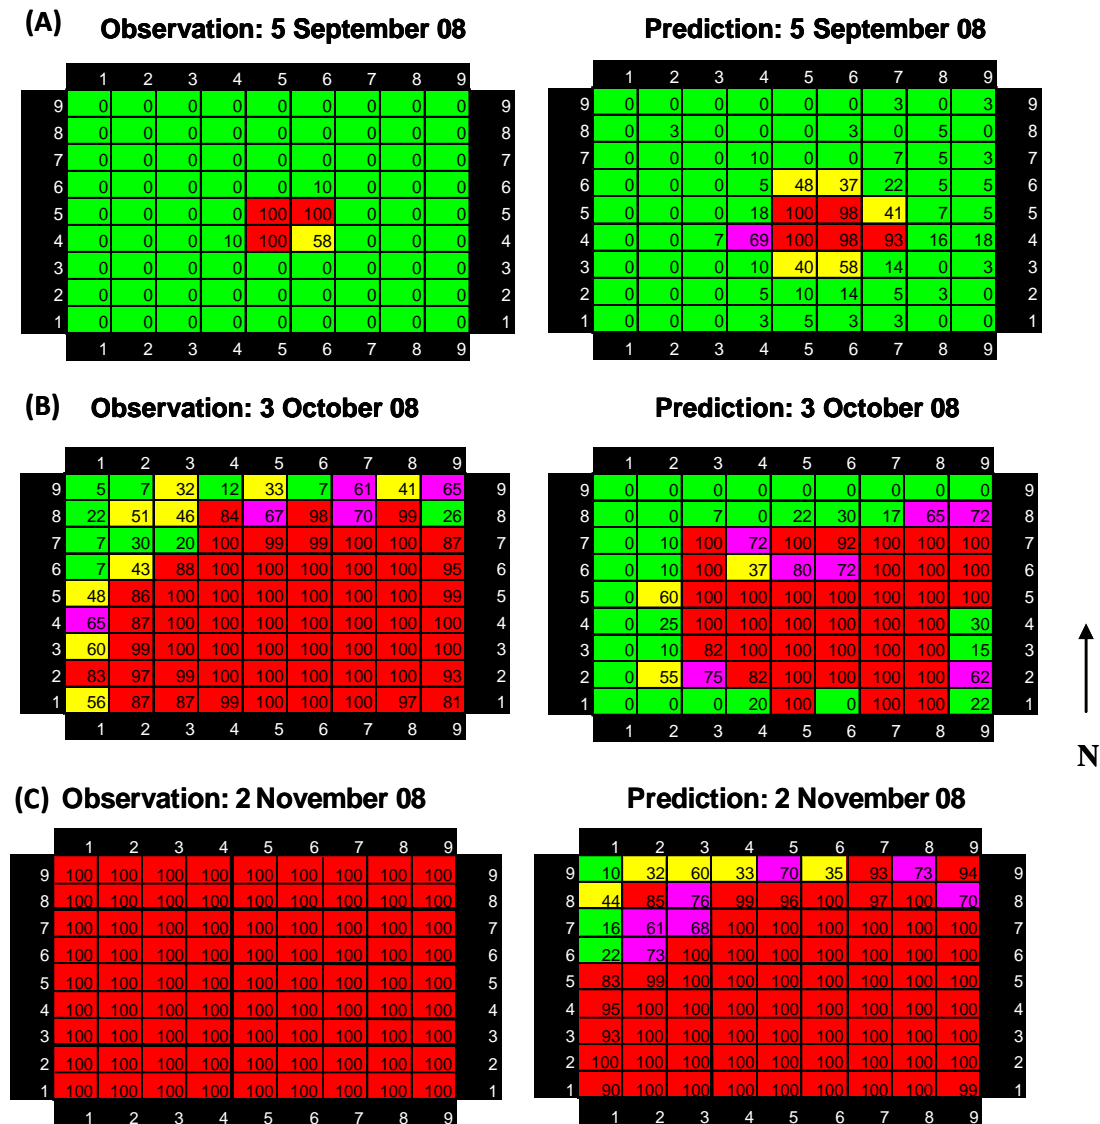 (A) Observation: 5 September 08 Prediction: 5 September 08
1 2 3 4 5 6 7 8 9 1 2 3 4 5 6 7 8 9
9 0 0 0 0 0 0 0 0 0 9 0 0 0 0 0 0 3 0 3 9
8 0 0 0 0 0 0 0 0 0 8 0 3 0 0 0 3 0 5 0 8
7 0 0 0 0 0 0 0 0 0 7 0 0 0 10 0 0 7 5 3 7
6 0 0 0 0 0 10 0 0 0 6 0 0 0 5 48 37 22 5 5 6
5 0 0 0 0 100 100 0 0 0 5 0 0 0 18 100 98 41 7 5 5
4 0 0 0 10 100 58 0 0 0 4 0 0 7 69 100 98 93 16 18 4
3 0 0 0 0 0 0 0 0 0 3 0 0 0 10 40 58 14 0 3 3
2 0 0 0 0 0 0 0 0 0 2 0 0 0 5 10 14 5 3 0 2
1 0 0 0 0 0 0 0 0 0 1 0 0 0 3 5 3 3 0 0 1
1 2 3 4 5 6 7 8 9 1 2 3 4 5 6 7 8 9
(B) Observation: 3 October 08 Prediction: 3 October 08
1 2 3 4 5 6 7 8 9 1 2 3 4 5 6 7 8 9
9 5 7 32 12 33 7 61 41 65 9 0 0 0 0 0 0 0 0 0 9
8 22 51 46 84 67 98 70 99 26 8 0 0 7 0 22 30 17 65 72 8
7 7 30 20 100 99 99 100 100 87 7 0 10 100 72 100 92 100 100 100 7
6 7 43 88 100 100 100 100 100 95 6 0 10 100 37 80 72 100 100 100 6
5 48 86 100 100 100 100 100 100 99 5 0 60 100 100 100 100 100 100 100 5
4 65 87 100 100 100 100 100 100 100 4 0 25 100 100 100 100 100 100 30 4
3 60 99 100 100 100 100 100 100 100 3 0 10 82 100 100 100 100 100 15 3
2 83 97 99 100 100 100 100 100 93 2 0 55 75 82 100 100 100 100 62 2
1 56 87 87 99 100 100 100 97 81 1 0 0 0 20 100 0 100 100 22 1
1 2 3 4 5 6 7 8 9 1 2 3 4 5 6 7 8 9
N
(C) Observation: 2 November 08 Prediction: 2 November 08
1 2 3 4 5 6 7 8 9 1 2 3 4 5 6 7 8 9
9 100 100 100 100 100 100 100 100 100 9 10 32 60 33 70 35 93 73 94 9
8 100 100 100 100 100 100 100 100 100 8 44 85 76 99 96 100 97 100 70 8
7 100 100 100 100 100 100 100 100 100 7 16 61 68 100 100 100 100 100 100 7
6 100 100 100 100 100 100 100 100 100 6 22 73 100 100 100 100 100 100 100 6
5 100 100 100 100 100 100 100 100 100 5 83 99 100 100 100 100 100 100 100 5
4 100 100 100 100 100 100 100 100 100 4 95 100 100 100 100 100 100 100 100 4
3 100 100 100 100 100 100 100 100 100 3 93 100 100 100 100 100 100 100 100 3
2 100 100 100 100 100 100 100 100 100 2 100 100 100 100 100 100 100 100 100 2
1 100 100 100 100 100 100 100 100 100 1 90 100 100 100 100 100 100 100 99 1
1 2 3 4 5 6 7 8 9 1 2 3 4 5 6 7 8 9